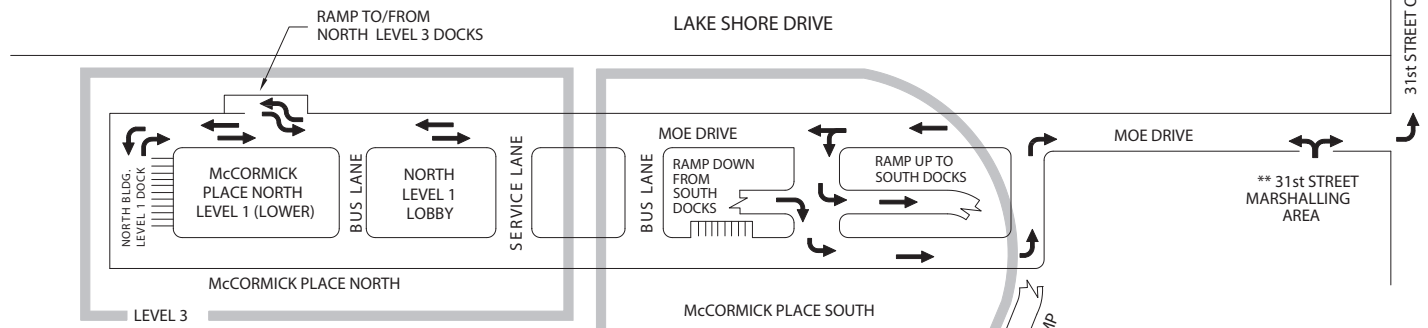 RAMP TO/FROM
NORTH LEVEL 3 DOCKS
LAKE SHORE DRIVE
31st STREET
MOE DRIVE
MOE DRIVE
NORTH BLDG.
LEVEL 1 DOCK
McCORMICK
PLACE NORTH
LEVEL 1 (LOWER)
BUS LANE
NORTH
LEVEL 1
LOBBY
SERVICE LANE
BUS LANE
RAMP DOWN
FROM
SOUTH
DOCKS
RAMP UP TO
SOUTH DOCKS
** 31st STREET
MARSHALLING
AREA
McCORMICK PLACE NORTH
McCORMICK PLACE SOUTH
LEVEL 3